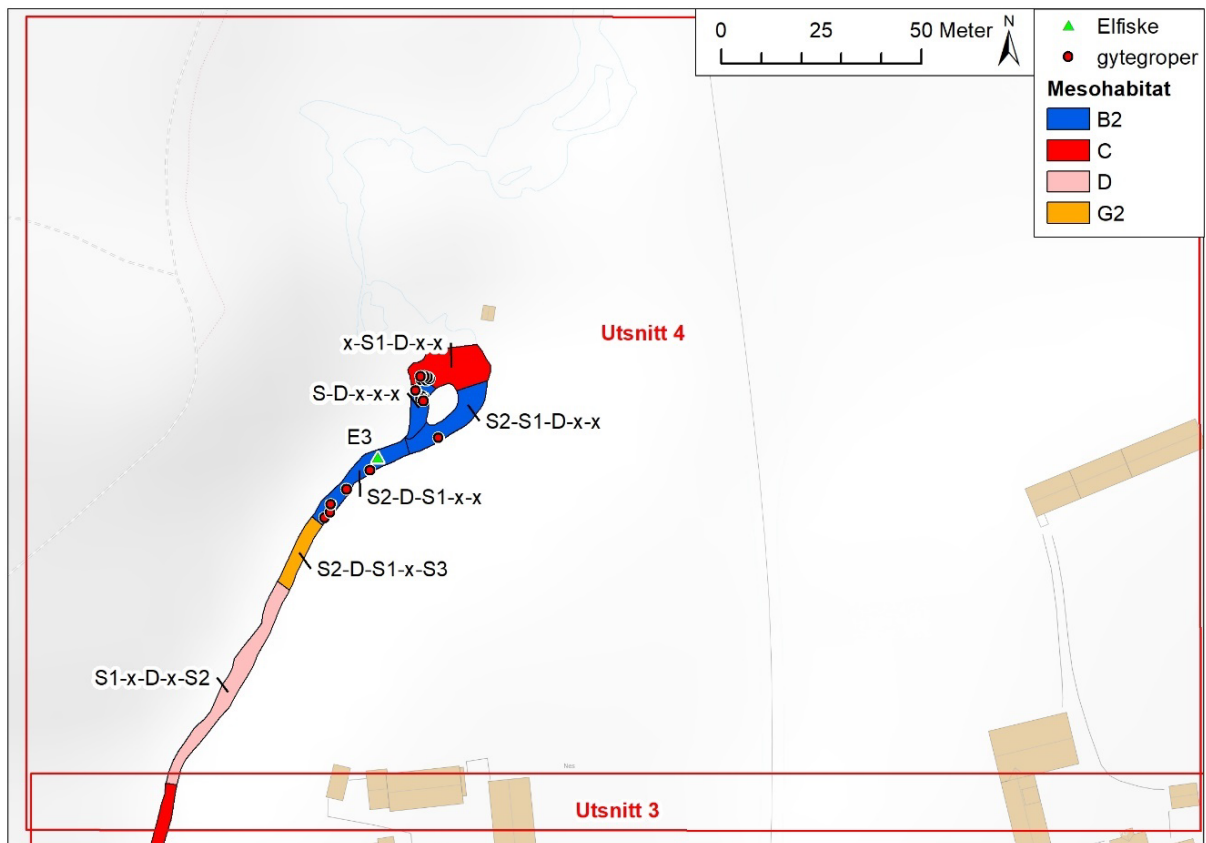 0 25 50 Meter N
Elfiske
gytegroper
Mesohabitat
B2
C
D
G2
Utsnitt 4
x-S1-D-x-x
S-D-x-x-x
S2-S1-D-x-x
E3
S2-D-S1-x-x
S2-D-S1-x-S3
S1-x-D-x-S2
Nes
Utsnitt 3